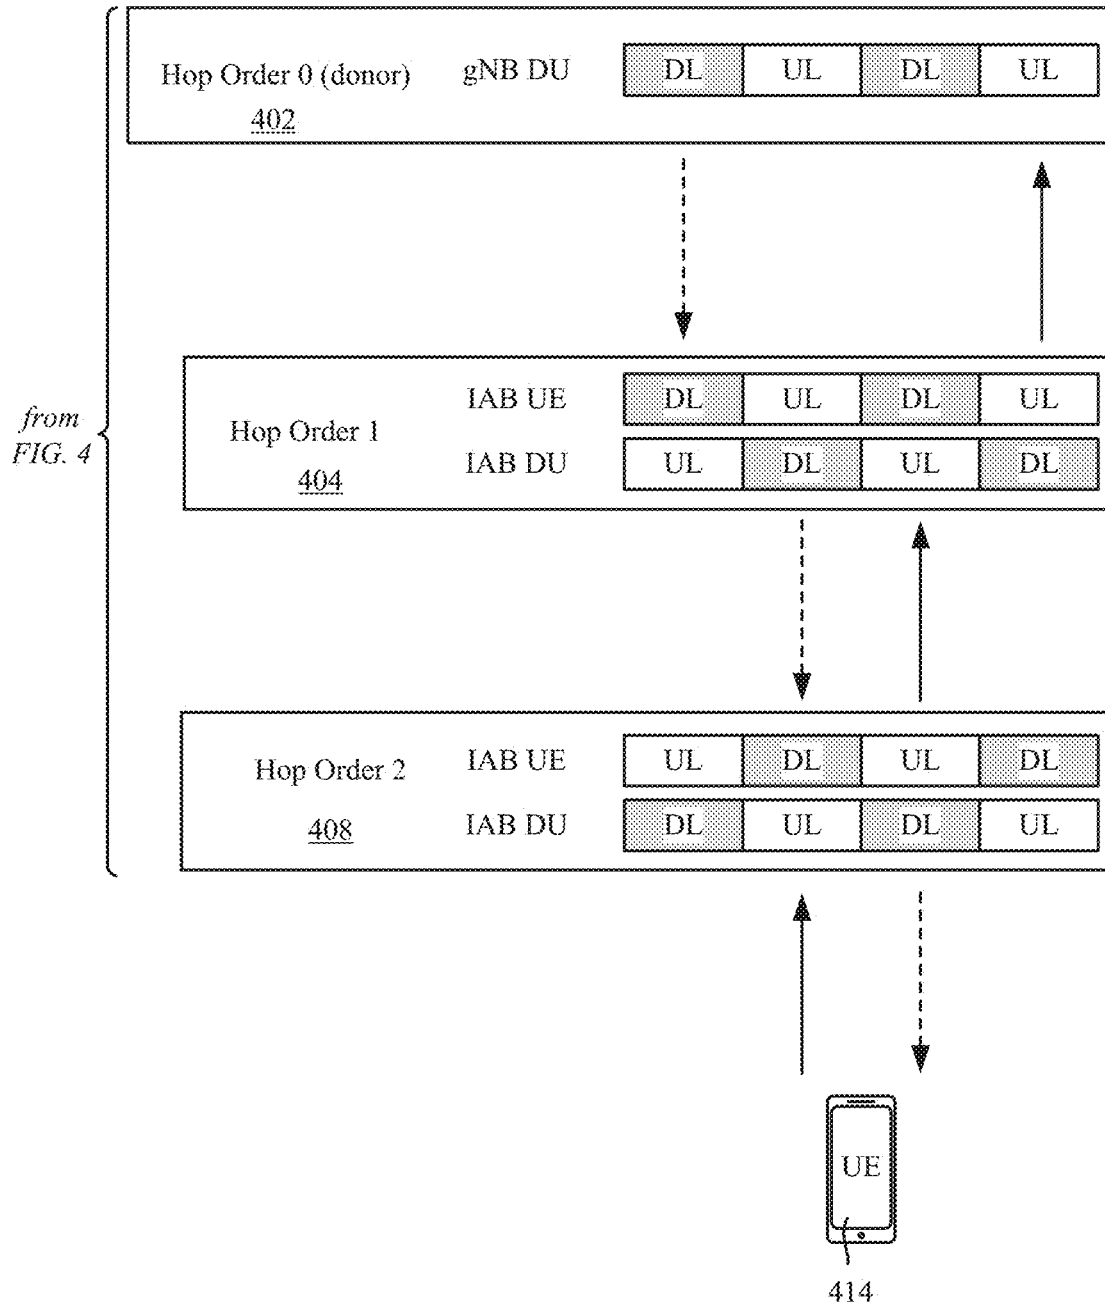 Hop Order 0 (donor) gNB DU DL UL DL UL
402
IAB UE DL UL DL UL
Hop Order 1
IAB DU UL DL UL DL
404
from
FIG. 4
IAB UE UL DL UL DL
Hop Order 2
IAB DU DL UL DL UL
408
UE
414